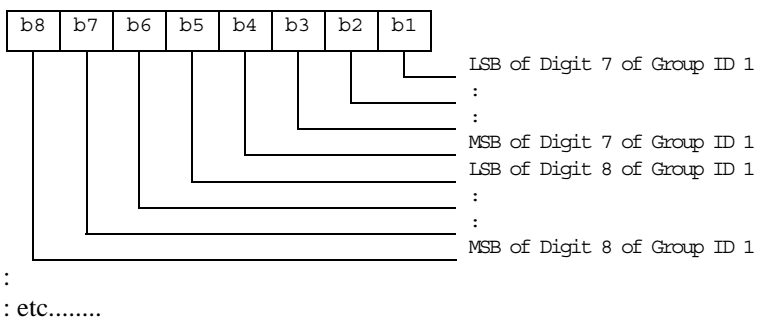 b8 b7 b6 b5 b4 b3 b2 b1
LSB of Digit 7 of Group ID 1
:
:
MSB of Digit 7 of Group ID 1
LSB of Digit 8 of Group ID 1
:
:
MSB of Digit 8 of Group ID 1
:
: etc........